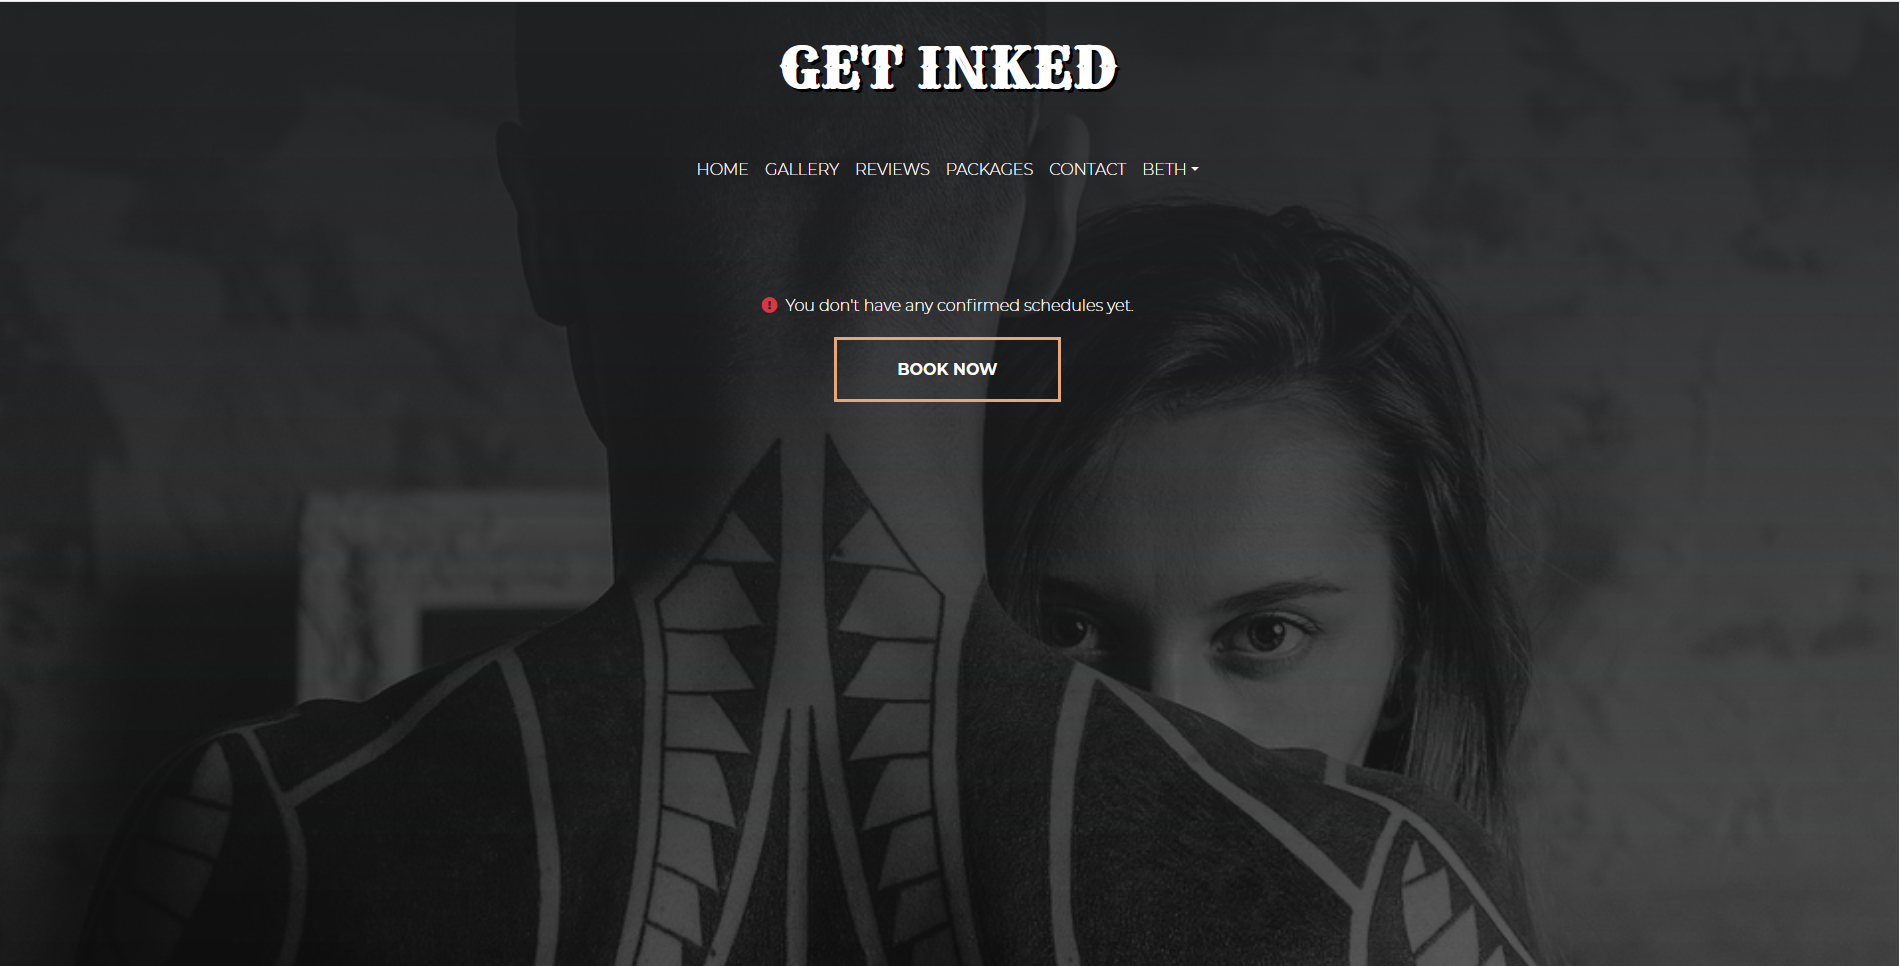 GET INKED
HOME GALLERY REVIEWS PACKAGES CONTACT BETH
You don't have any confirmed schedules yet.
BOOK NOW